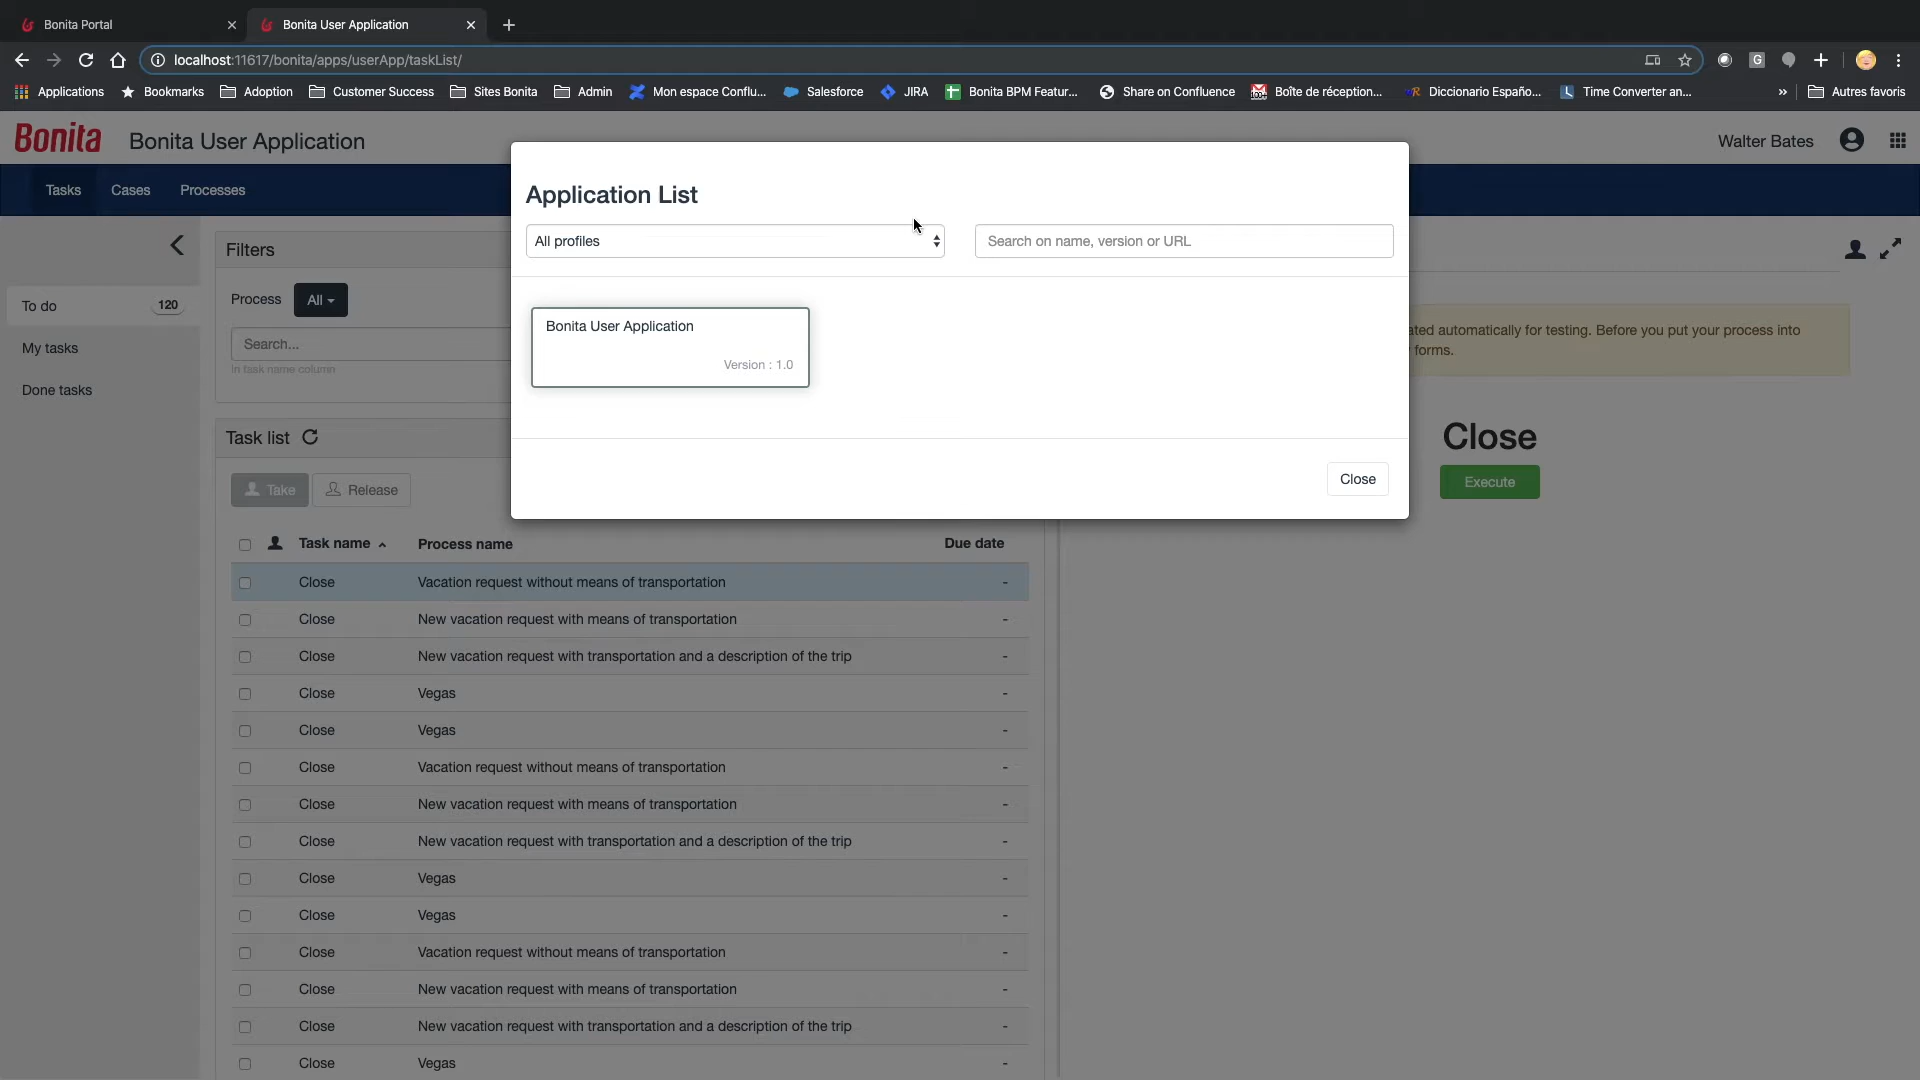 Bonita Portal
Bonita User Application
localhost:11617/bonita/apps/userApp/taskList/
G
Applications
Bookmarks
Adoption
Customer Success
Sites Bonita
Admin
Mon espace Conflu...
Salesforce
JIRA
Bonita BPM Featur...
Share on Confluence
100+
Boîte de réception...
Diccionario Españo...
Time Converter an...
»
Autres favoris
Bonita
Bonita User Application
Walter Bates
Tasks
Cases
Processes
Application List
All profiles
Search on name, version or URL
Bonita User Application
Version : 1.0
Close
Filters
Process
All
Search...
In task name column
To do
120
My tasks
Done tasks
ated automatically for testing. Before you put your process into
forms.
Close
Execute
Task list
Take
Release
Task name
Process name
Due date
Close Vacation request without means of transportation -
Close New vacation request with means of transportation -
Close New vacation request with transportation and a description of the trip -
Close Vegas -
Close Vegas -
Close Vacation request without means of transportation -
Close New vacation request with means of transportation -
Close New vacation request with transportation and a description of the trip -
Close Vegas -
Close Vegas -
Close Vacation request without means of transportation -
Close New vacation request with means of transportation -
Close New vacation request with transportation and a description of the trip -
Close Vegas -